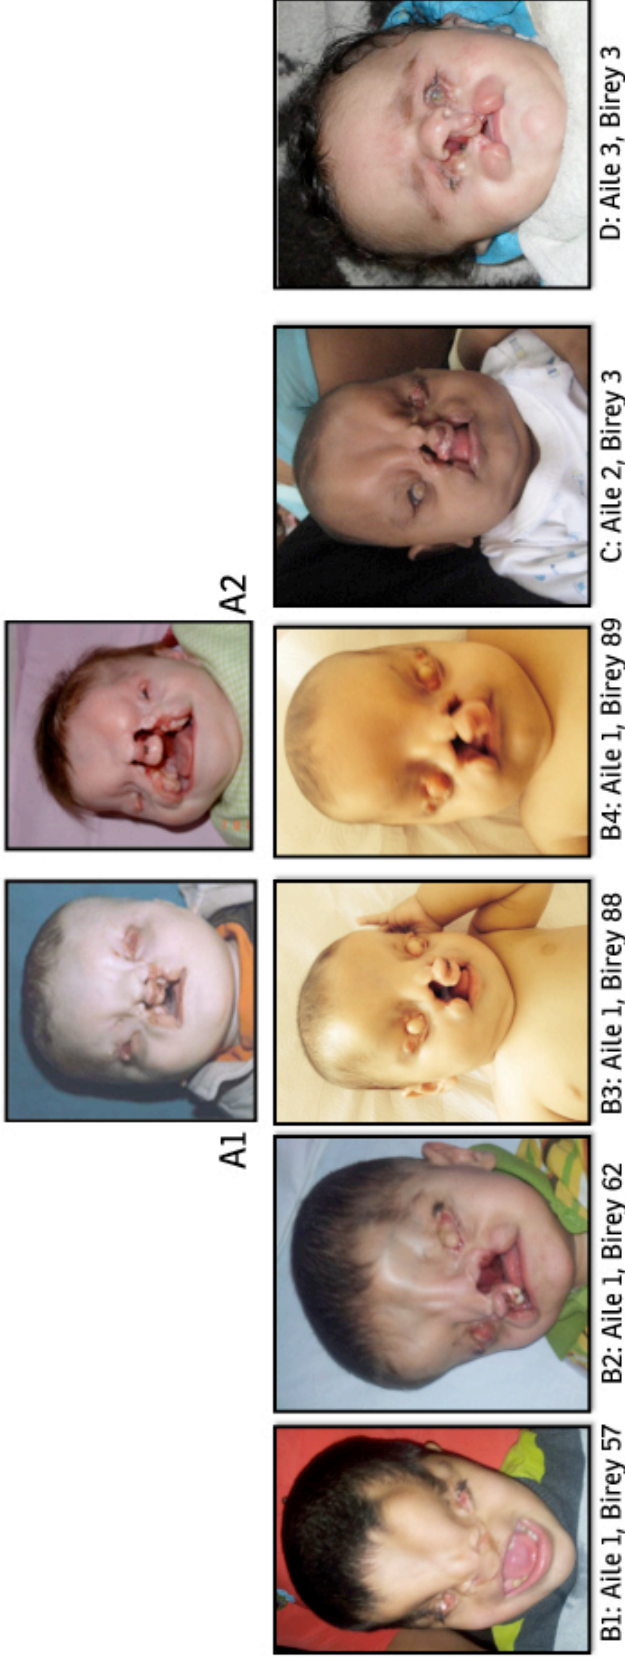 A1
A2
B1: Aile 1, Birey 57
B2: Aile 1, Birey 62
B3: Aile 1, Birey 88
B4: Aile 1, Birey 89
C: Aile 2, Birey 3
D: Aile 3, Birey 3